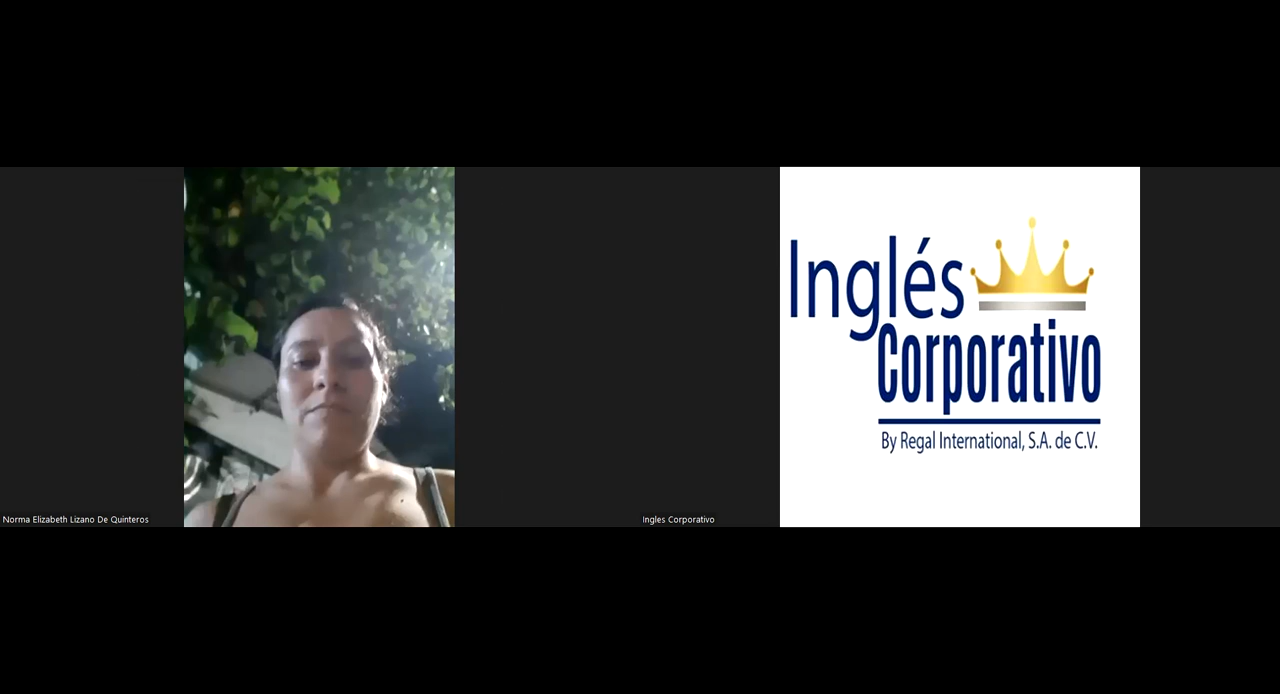 Inglés
Corporativo
By Regal International, S.A. de C.V.
Norma Elizabeth Lizano De Quinteros
Ingles Corporativo